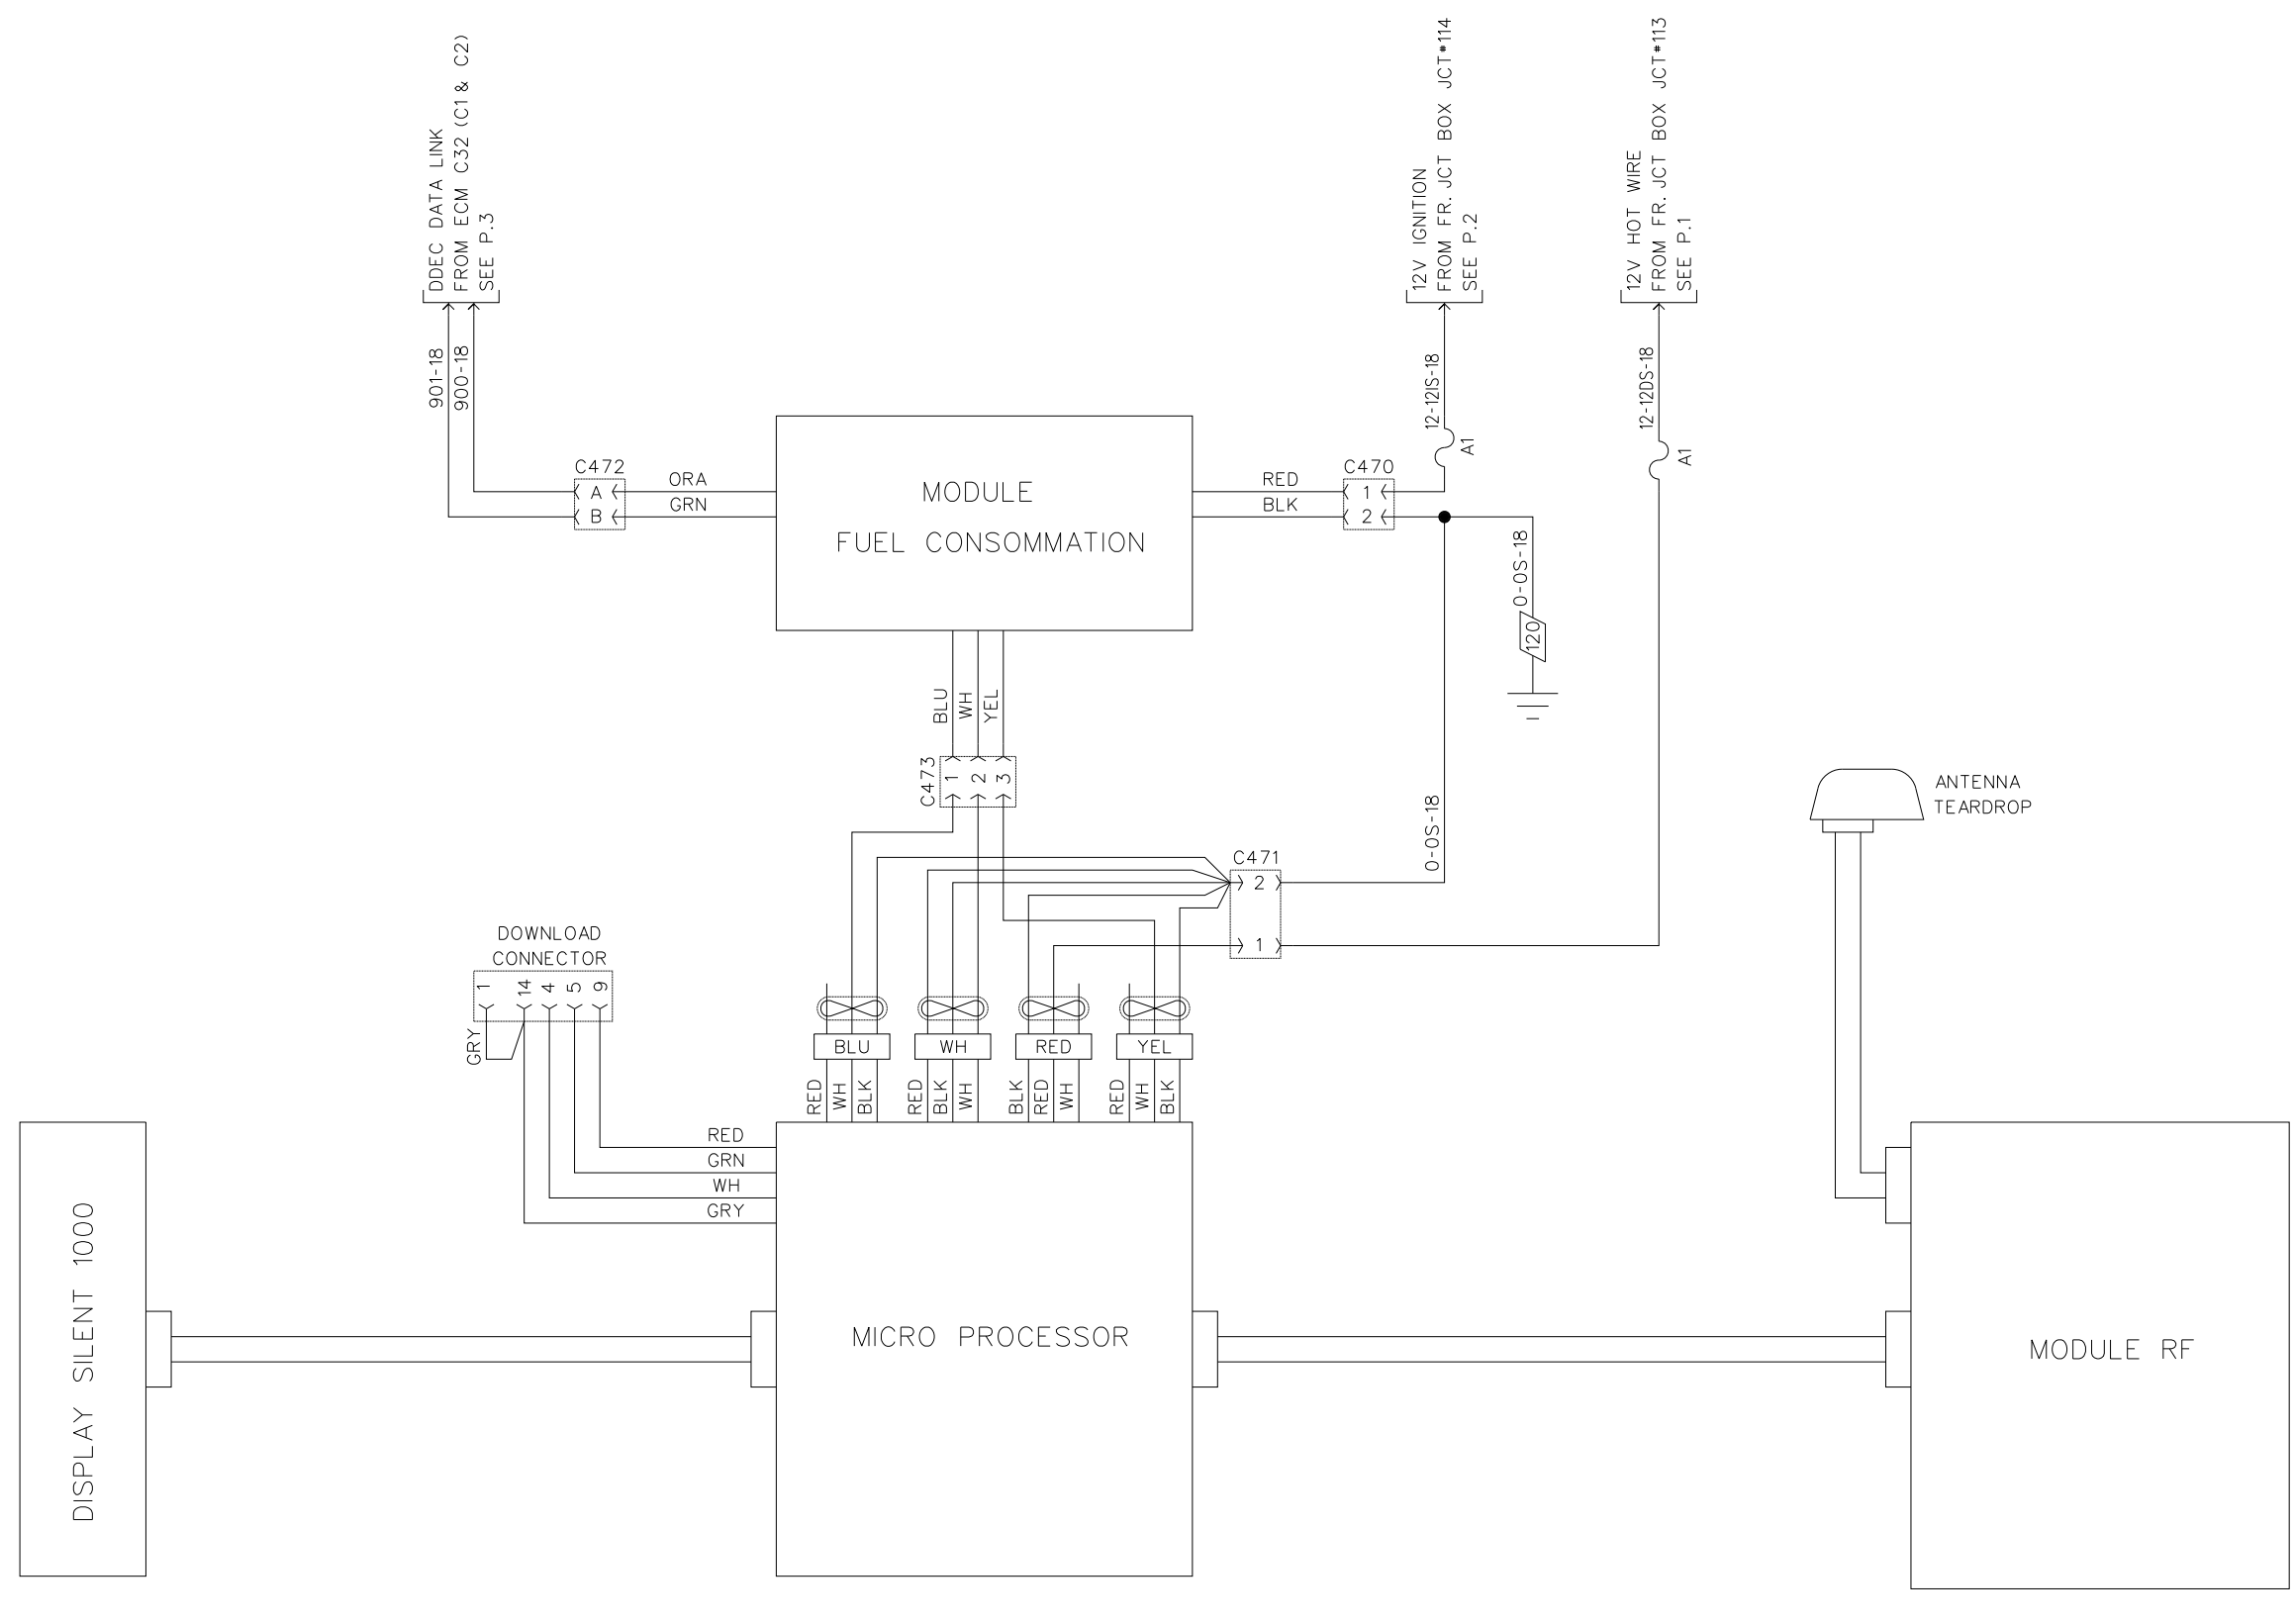 DDEC DATA LINK
FROM ECM C32 (C1 & C2)
SEE P.3
12V IGNITION
FROM FR. JCT BOX JCT#114
SEE P.2
12V HOT WIRE
FROM FR. JCT BOX JCT#113
SEE P.1
901-18
900-18
12-12IS-18
A1
12-12DS-18
A1
C472
A
B
ORA
GRN
MODULE
FUEL CONSOMMATION
RED
BLK
C470
1
2
0-0S-18
120
BLU
WH
YEL
C473
1
2
3
0-0S-18
C471
2
1
ANTENNA
TEARDROP
DOWNLOAD
CONNECTOR
1
14
4
5
9
GRY
BLU
WH
RED
YEL
RED
WH
BLK
RED
BLK
WH
BLK
RED
WH
RED
WH
BLK
RED
GRN
WH
GRY
DISPLAY SILENT 1000
MICRO PROCESSOR
MODULE RF